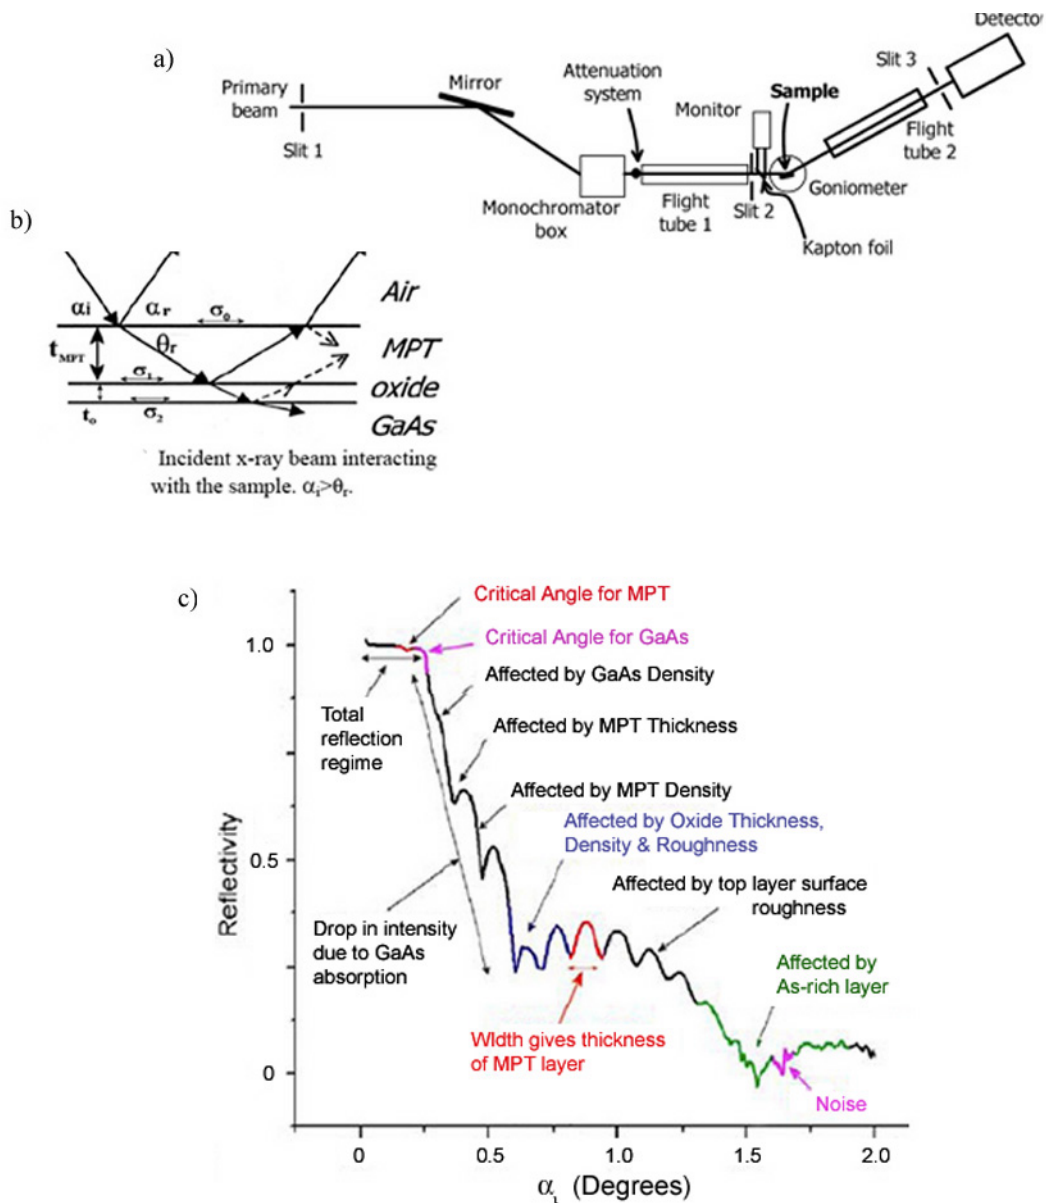 a)
Primary
beam
Slit 1
Mirror
Monochromator
box
Attenuation
system
Flight
tube 1
Monitor
Slit 2
Sample
Goniometer
Kapton foil
Slit 3
Flight
tube 2
Detecto
b)
αi
αr
σ₀
Air
tMPT
θr
MPT
σ₁
oxide
t₀
σ₂
GaAs
Incident x-ray beam interacting
with the sample. αi>θr.
c)
Critical Angle for MPT
Critical Angle for GaAs
Affected by GaAs Density
Total
reflection
regime
Affected by MPT Thickness
Affected by MPT Density
Affected by Oxide Thickness,
Density & Roughness
Affected by top layer surface
roughness
Drop in intensity
due to GaAs
absorption
Affected by
As-rich layer
WIdth gives thickness
of MPT layer
Noise
Reflectivity
1.0
0.5
0
0
0.5
1.0
1.5
2.0
αi (Degrees)